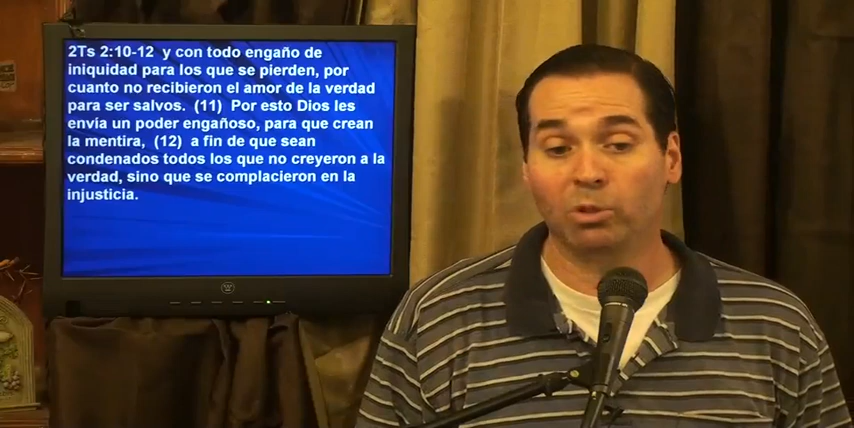 2Ts 2:10-12  y con todo engaño de
iniquidad para los que se pierden, por
cuanto no recibieron el amor de la verdad
para ser salvos.  (11)  Por esto Dios les
envía un poder engañoso, para que crean
la mentira,  (12)  a fin de que sean
condenados todos los que no creyeron a la
verdad, sino que se complacieron en la
injusticia.